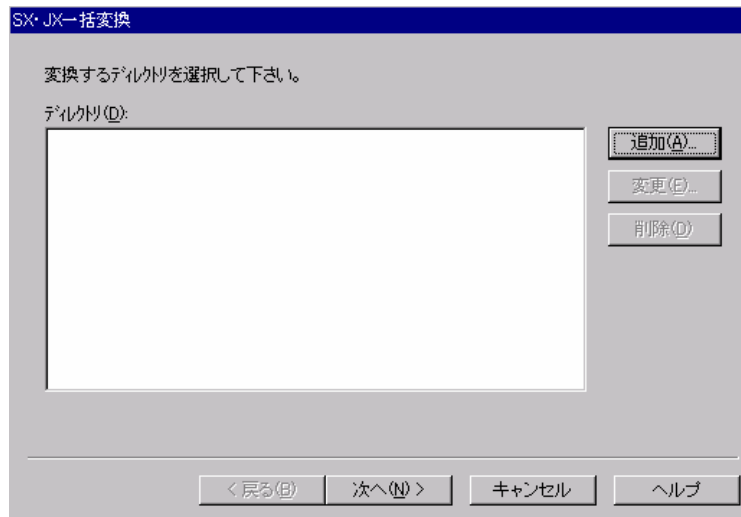 SX・JX一括変換
変換するディレクトリを選択して下さい。
ディレクトリ(D):
追加(A)...
変更(E)...
削除(D)
< 戻る(B)
次へ(N) >
キャンセル
ヘルプ